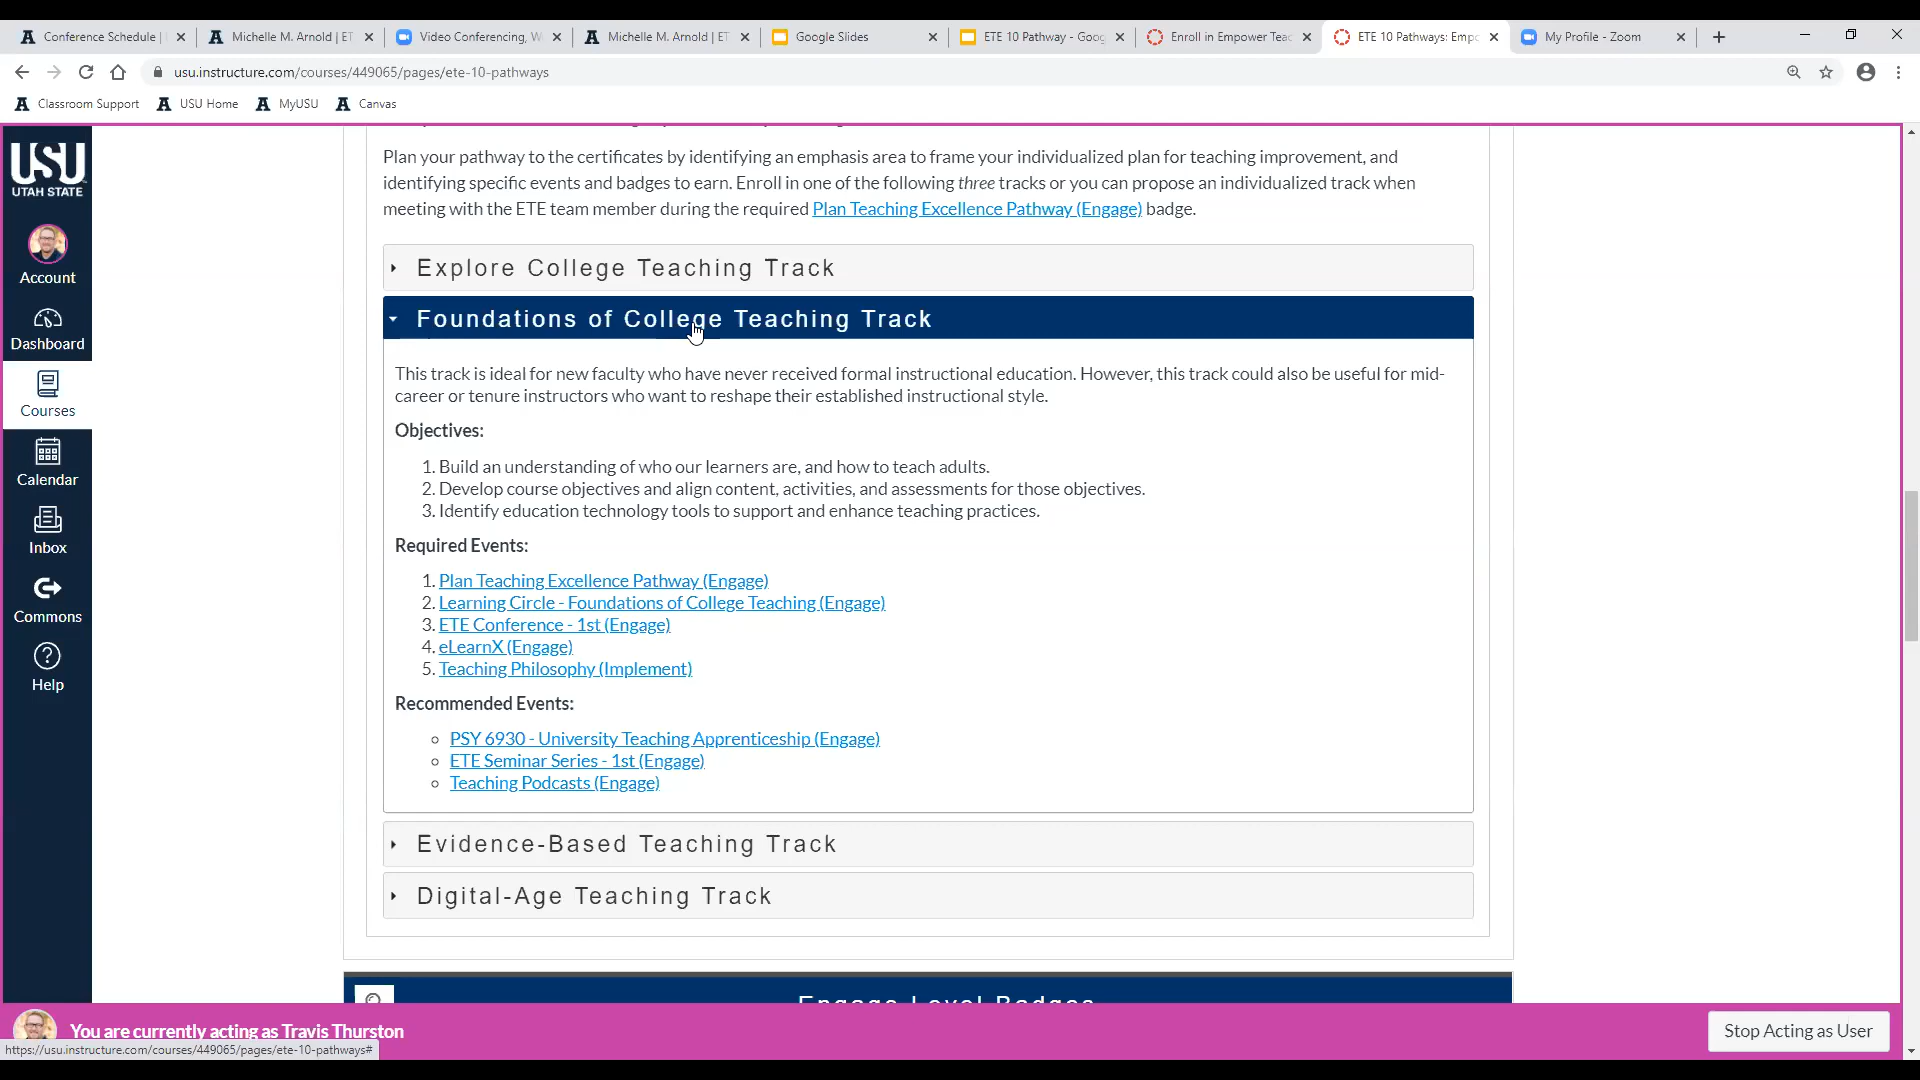 Conference Schedule |
Michelle M. Arnold | ET
Video Conferencing, W
Michelle M. Arnold | ET
Google Slides
ETE 10 Pathway - Goog
Enroll in Empower Teac
ETE 10 Pathways: Empo
My Profile - Zoom
usu.instructure.com/courses/449065/pages/ete-10-pathways
Classroom Support
USU Home
MyUSU
Canvas
USU
UTAH STATE
Account
Dashboard
Courses
Calendar
Inbox
Commons
Help
Plan your pathway to the certificates by identifying an emphasis area to frame your individualized plan for teaching improvement, and
identifying specific events and badges to earn. Enroll in one of the following three tracks or you can propose an individualized track when
meeting with the ETE team member during the required Plan Teaching Excellence Pathway (Engage) badge.
Explore College Teaching Track
Foundations of College Teaching Track
This track is ideal for new faculty who have never received formal instructional education. However, this track could also be useful for mid-
career or tenure instructors who want to reshape their established instructional style.
Objectives:
1. Build an understanding of who our learners are, and how to teach adults.
2. Develop course objectives and align content, activities, and assessments for those objectives.
3. Identify education technology tools to support and enhance teaching practices.
Required Events:
1. Plan Teaching Excellence Pathway (Engage)
2. Learning Circle - Foundations of College Teaching (Engage)
3. ETE Conference - 1st (Engage)
4. eLearnX (Engage)
5. Teaching Philosophy (Implement)
Recommended Events:
PSY 6930 - University Teaching Apprenticeship (Engage)
ETE Seminar Series - 1st (Engage)
Teaching Podcasts (Engage)
Evidence-Based Teaching Track
Digital-Age Teaching Track
Engage Level Badges
You are currently acting as Travis Thurston
Stop Acting as User
https://usu.instructure.com/courses/449065/pages/ete-10-pathways#